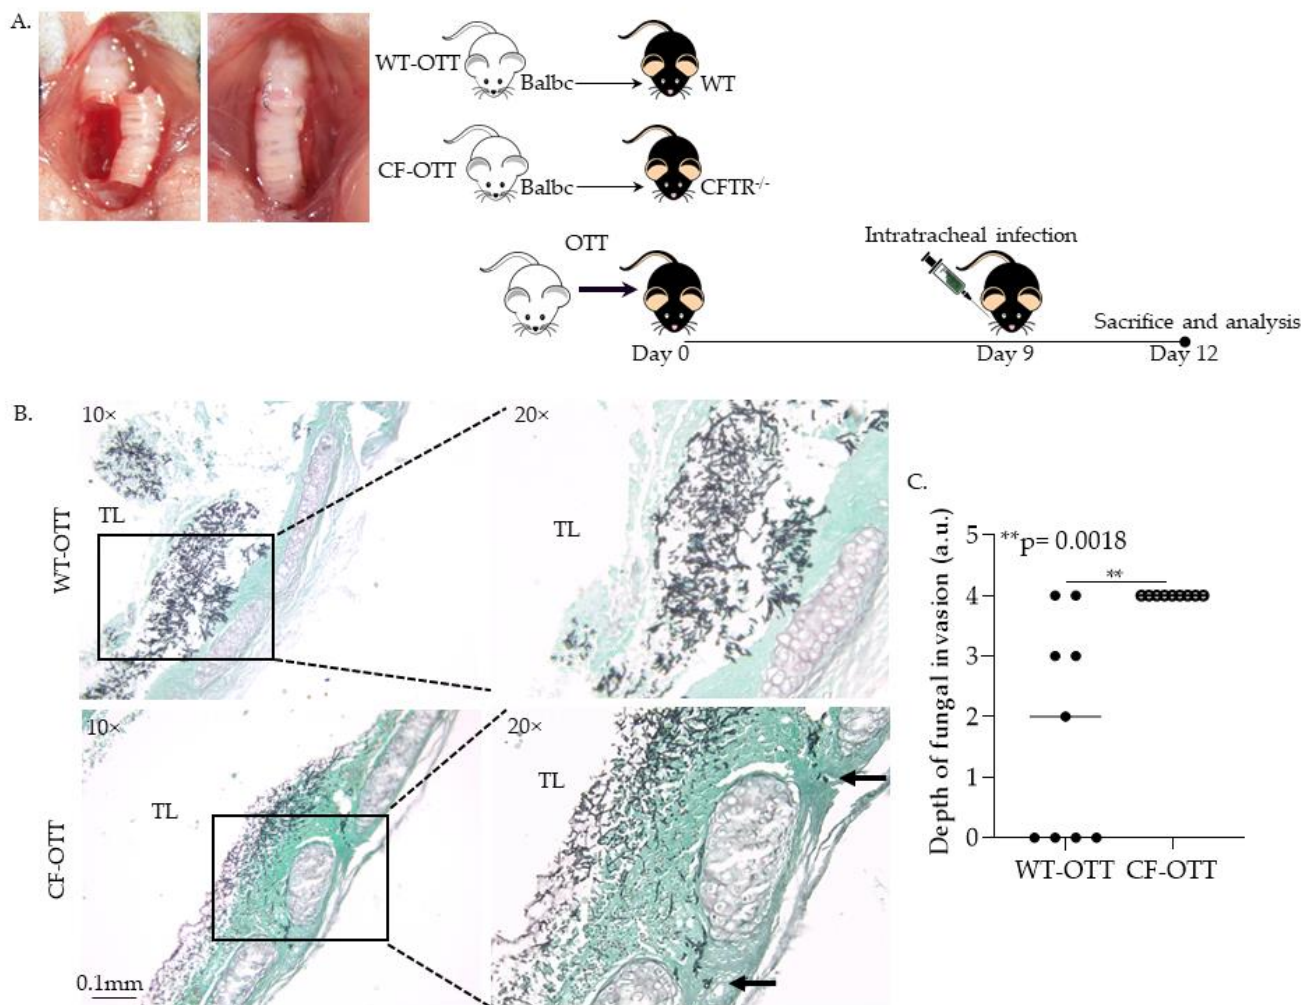 A.
WT-OTT
Balbc
WT
CF-OTT
Balbc
CFTR-/-
OTT
Intratracheal infection
Sacrifice and analysis
Day 0
Day 9
Day 12
B.
10×
20×
TL
TL
WT-OTT
10×
20×
TL
TL
CF-OTT
0.1mm
C.
**p= 0.0018
**
Depth of fungal invasion (a.u.)
5
4
3
2
1
0
WT-OTT
CF-OTT